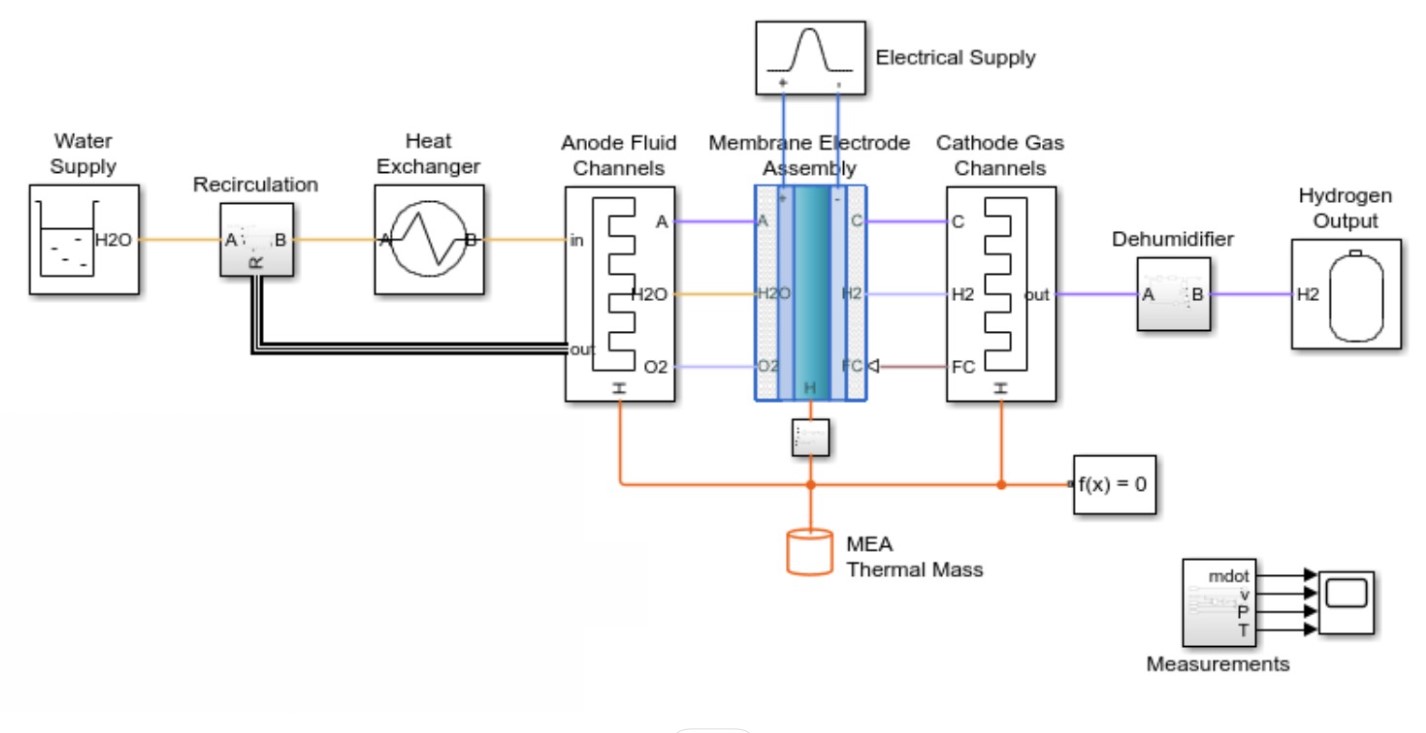 + -
Electrical Supply
Water
Supply
H2O
Recirculation
A B
R
Heat
Exchanger
A B
Anode Fluid
Channels
in
out
A
H2O
O2
H
Membrane Electrode
Assembly
+ -
A
H2O
O2
C
H2
FC
H
Cathode Gas
Channels
C
H2
FC
out
H
Dehumidifier
A B
Hydrogen
Output
H2
f(x) = 0
MEA
Thermal Mass
mdot
v
P
T
Measurements